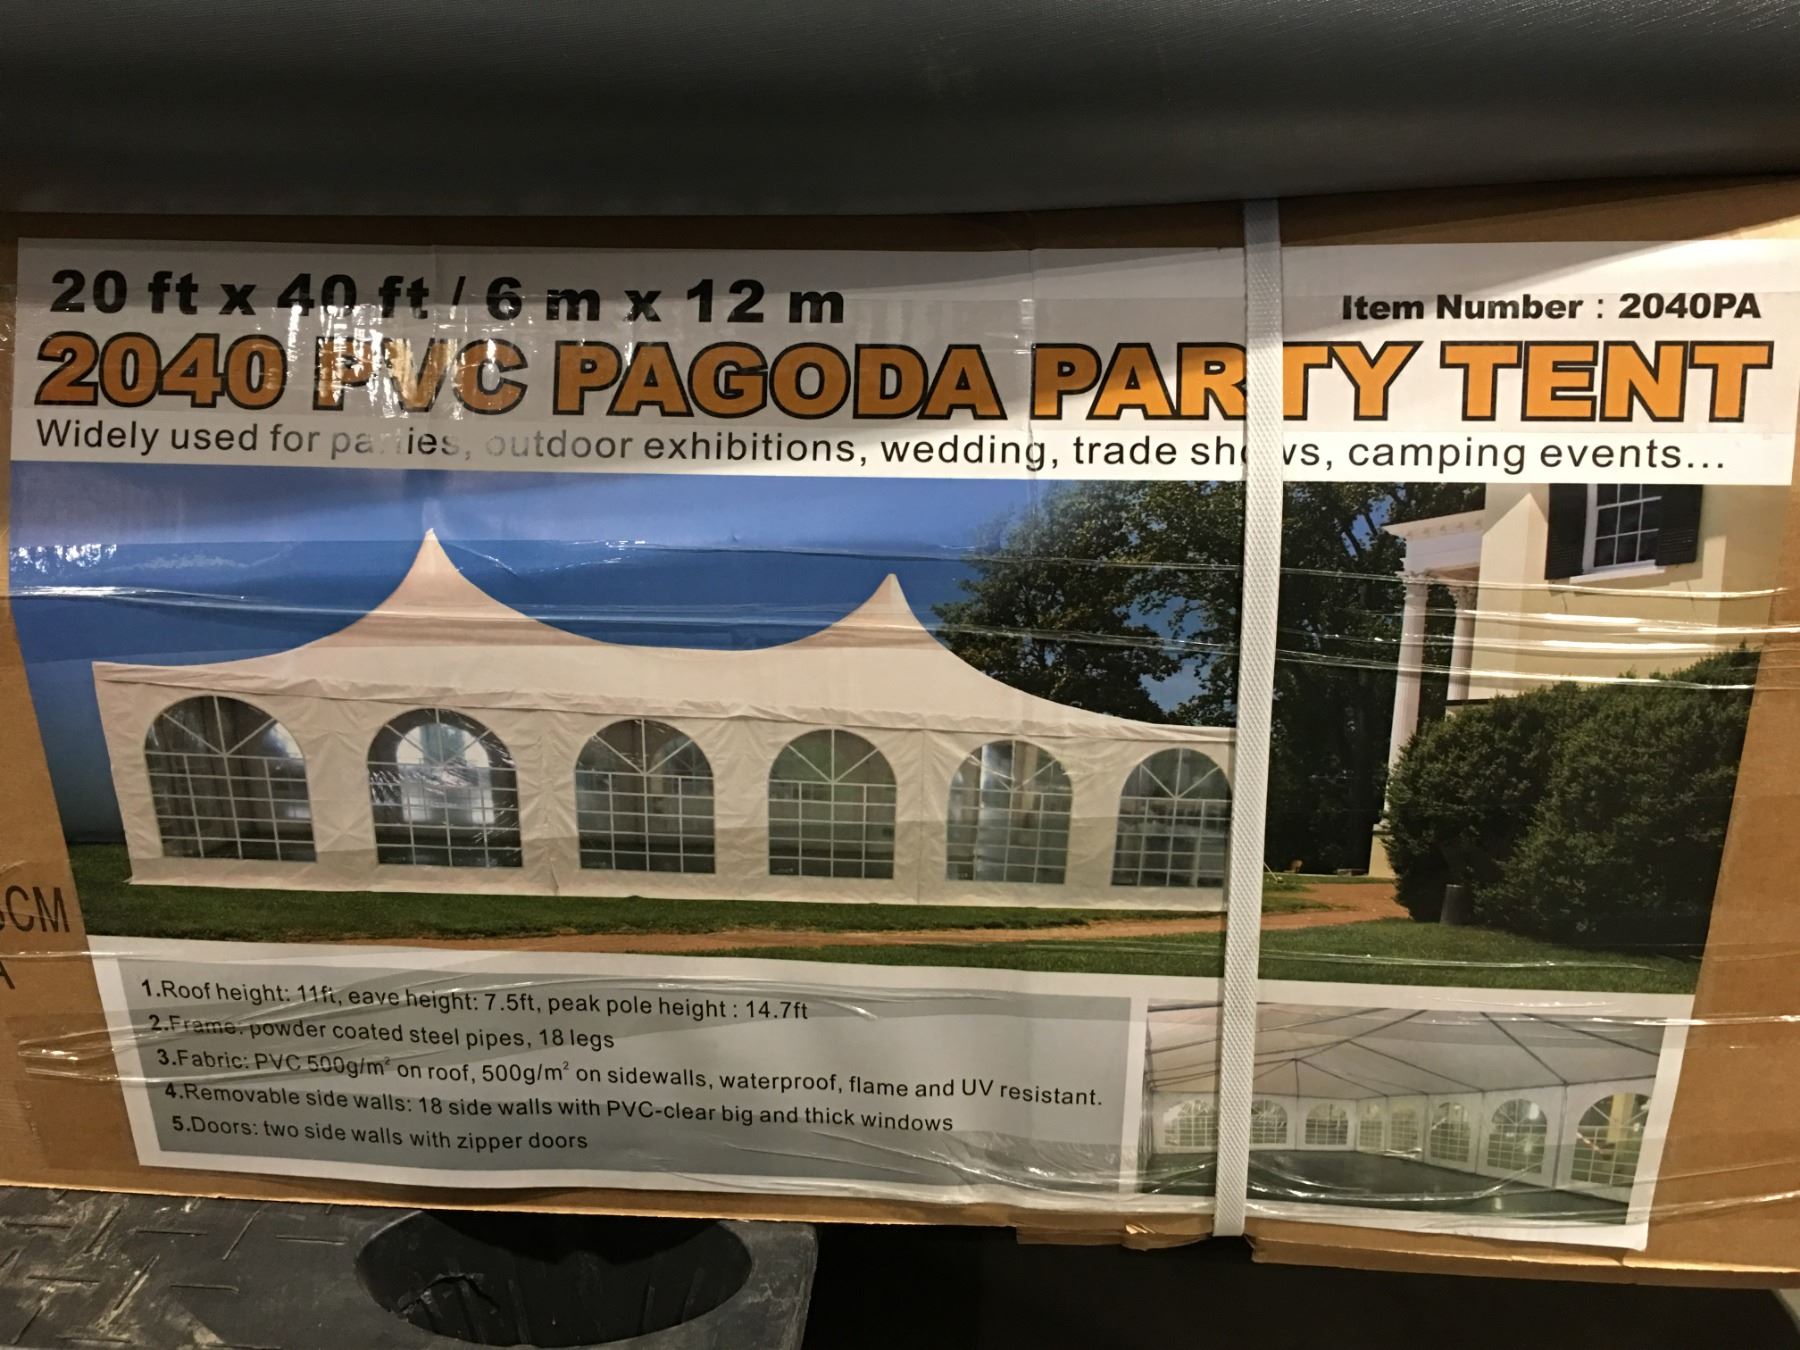 20 ft x 40 ft / 6 m x 12 m
Item Number : 2040PA
2040 PVC PAGODA PARTY TENT
Widely used for parties, outdoor exhibitions, wedding, trade shows, camping events...
CM
1.Roof height: 11ft, eave height: 7.5ft, peak pole height : 14.7ft
2.Frame: powder coated steel pipes, 18 legs
3.Fabric: PVC 500g/m² on roof, 500g/m² on sidewalls, waterproof, flame and UV resistant.
4.Removable side walls: 18 side walls with PVC-clear big and thick windows
5.Doors: two side walls with zipper doors